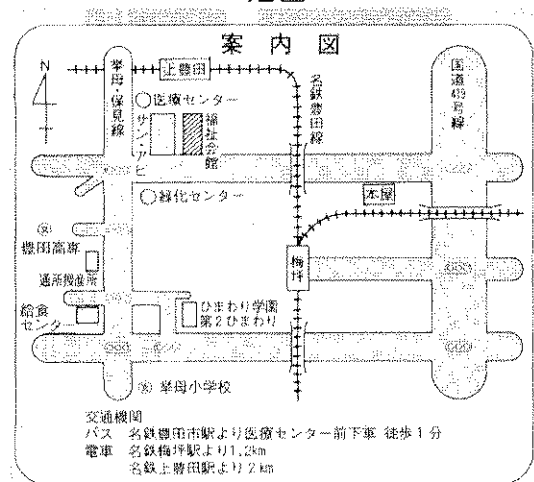 案内図
N
挙母・保見線
上豊田
名鉄豊田線
国道419号線
医療センター
サン・アビ
福祉会館
緑化センター
本屋
豊田高専
梅坪
通所授産所
給食センター
ひまわり学園
第2ひまわり
挙母小学校
交通機関
バス 名鉄豊田市駅より医療センター前下車 徒歩1分
電車 名鉄梅坪駅より1.2km
名鉄上豊田駅より2km